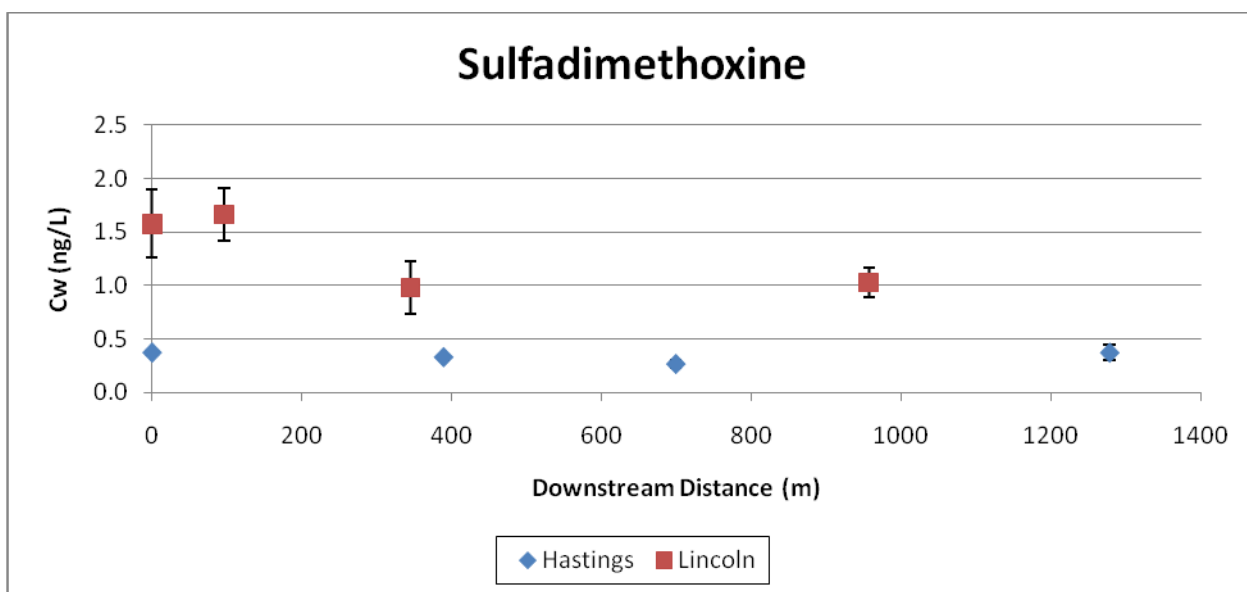 Sulfadimethoxine
2.5
2.0
1.5
1.0
0.5
0.0
Cw (ng/L)
0 200 400 600 800 1000 1200 1400
Downstream Distance (m)
Hastings Lincoln